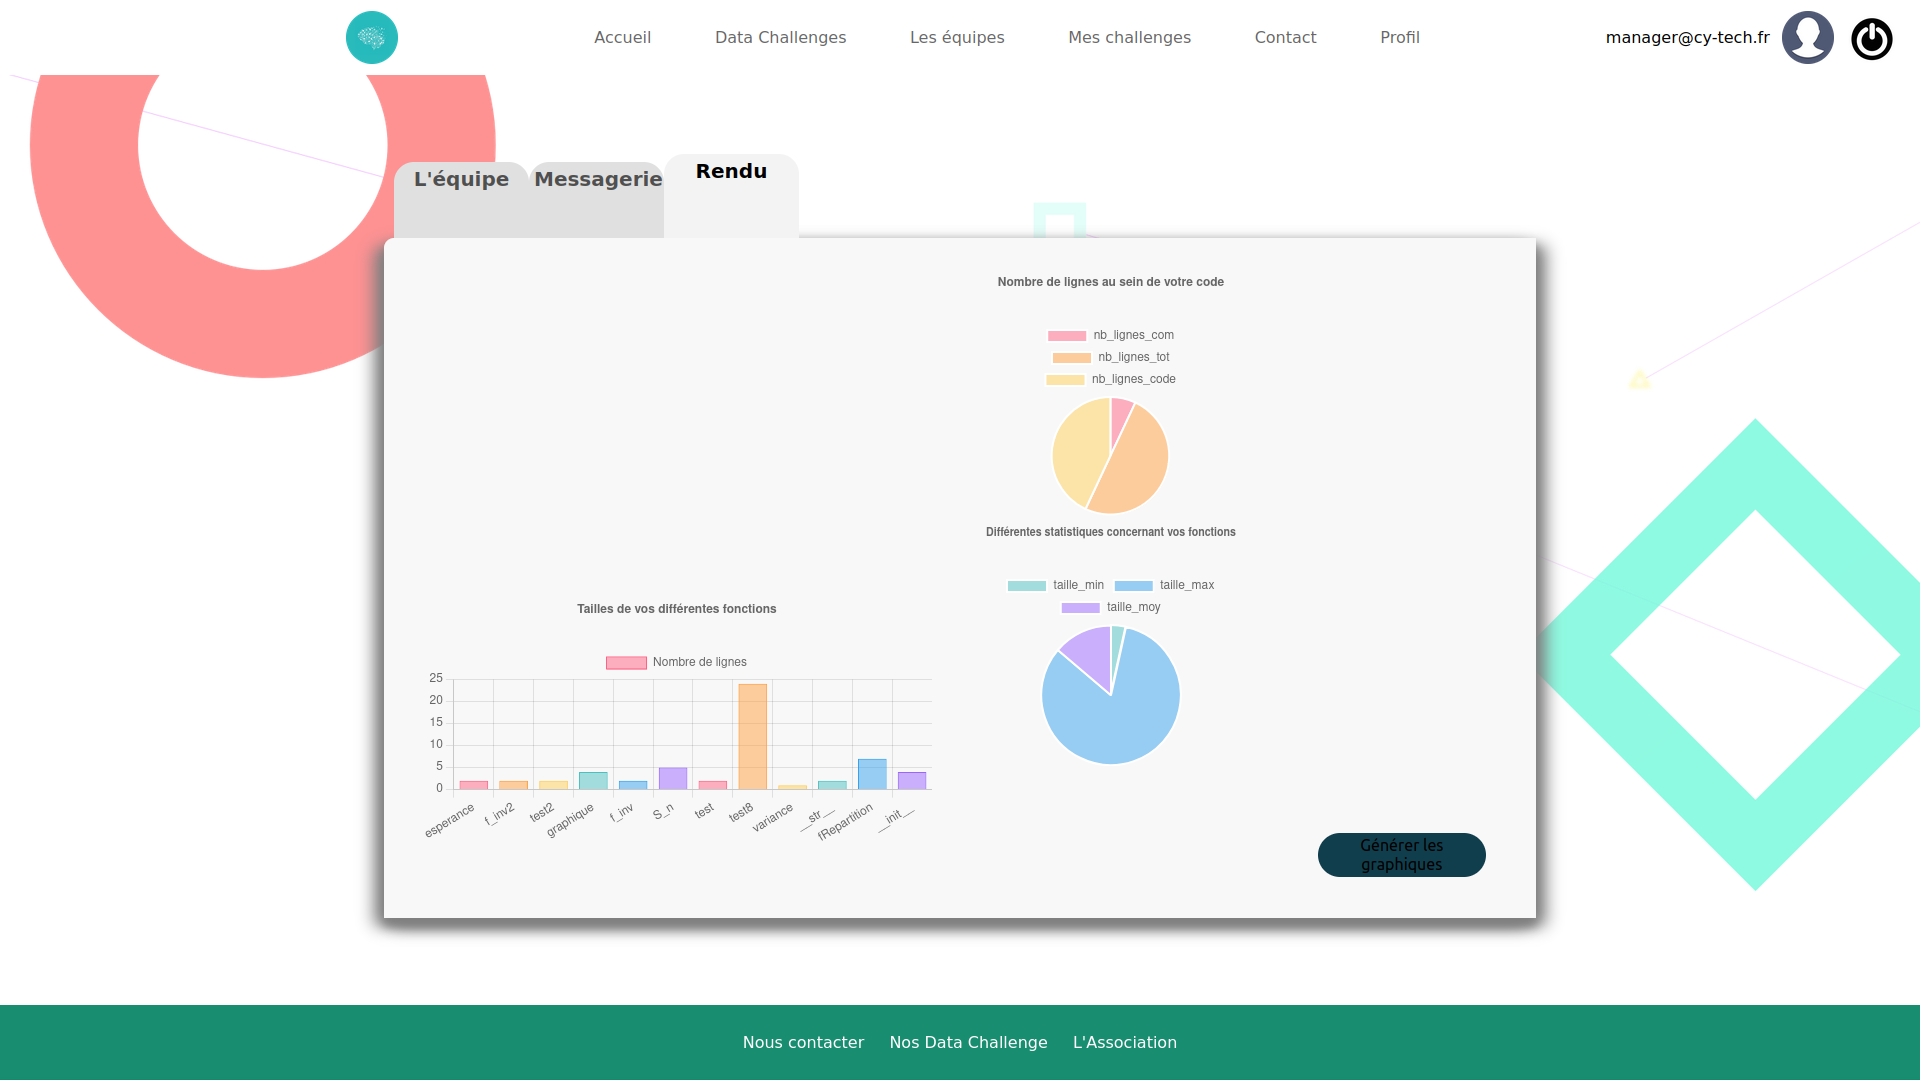 Accueil
Data Challenges
Les équipes
Mes challenges
Contact
Profil
manager@cy-tech.fr
L'équipe
Messagerie
Rendu
Nombre de lignes au sein de votre code
nb_lignes_com
nb_lignes_tot
nb_lignes_code
Différentes statistiques concernant vos fonctions
taille_min
taille_max
taille_moy
Tailles de vos différentes fonctions
Nombre de lignes
25
20
15
10
5
0
esperance
f_inv2
test2
graphique
f_inv
S_n
test
test8
variance
__str__
fRepartition
__init__
Générer les
graphiques
Nous contacter
Nos Data Challenge
L'Association